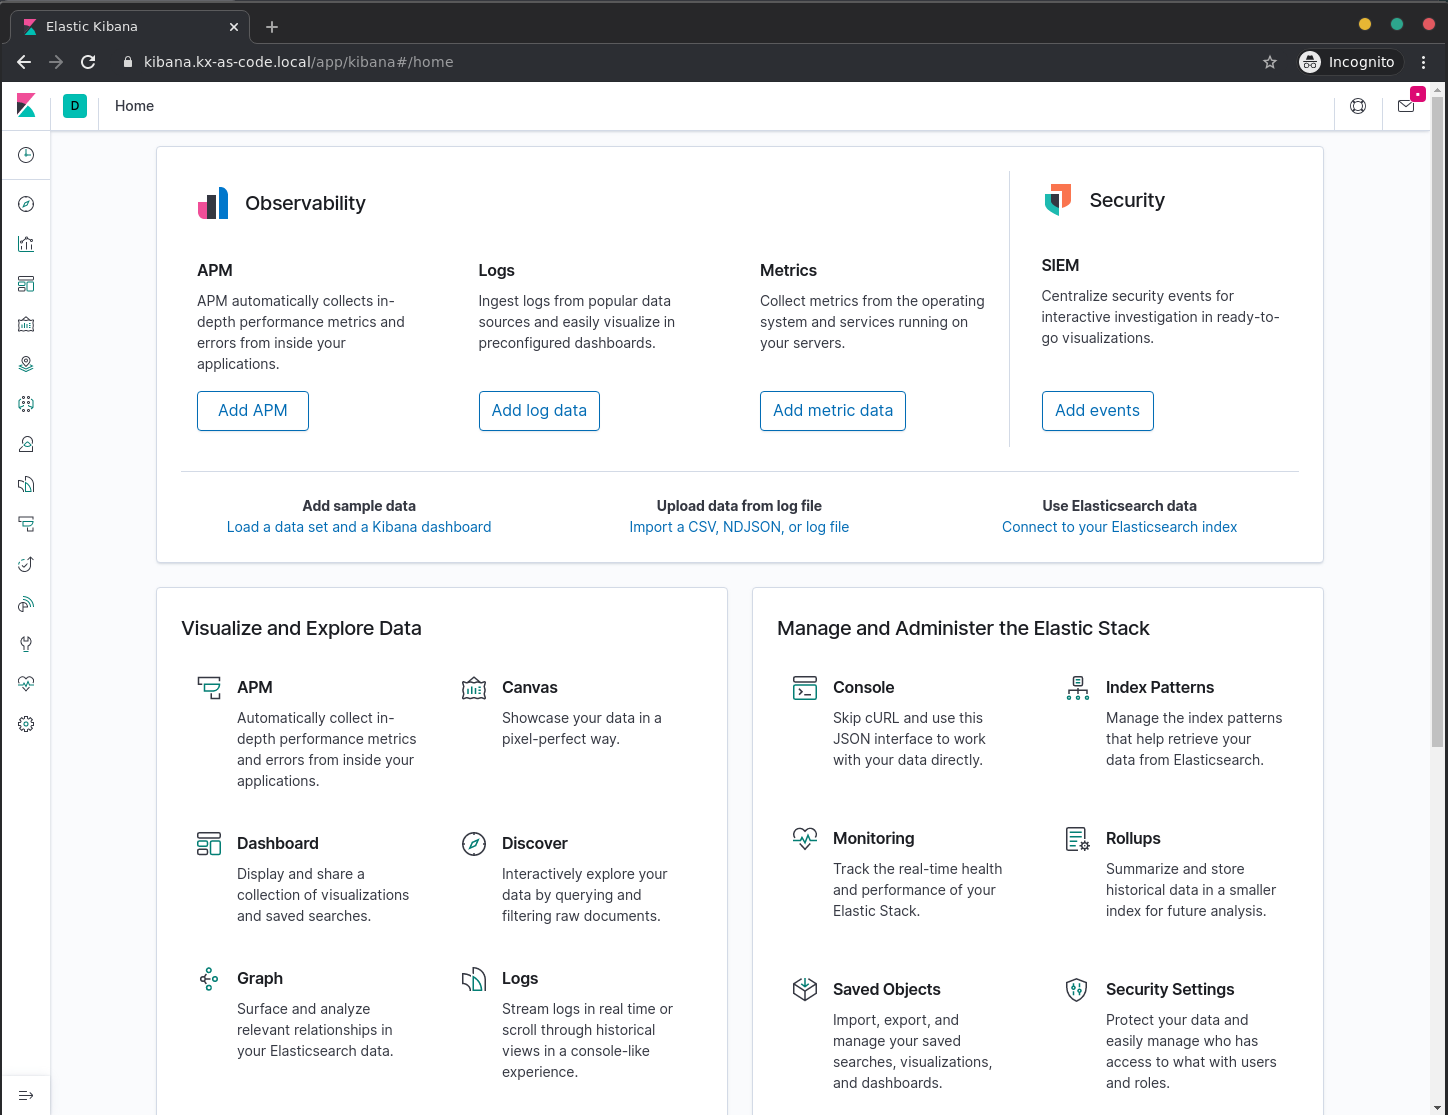 Elastic Kibana
kibana.kx-as-code.local/app/kibana#/home
Incognito
D
Home
Observability
APM
APM automatically collects in-
depth performance metrics and
errors from inside your
applications.
Add APM
Logs
Ingest logs from popular data
sources and easily visualize in
preconfigured dashboards.
Add log data
Metrics
Collect metrics from the operating
system and services running on
your servers.
Add metric data
Security
SIEM
Centralize security events for
interactive investigation in ready-to-
go visualizations.
Add events
Add sample data
Load a data set and a Kibana dashboard
Upload data from log file
Import a CSV, NDJSON, or log file
Use Elasticsearch data
Connect to your Elasticsearch index
Visualize and Explore Data
APM
Automatically collect in-
depth performance metrics
and errors from inside your
applications.
Canvas
Showcase your data in a
pixel-perfect way.
Dashboard
Display and share a
collection of visualizations
and saved searches.
Discover
Interactively explore your
data by querying and
filtering raw documents.
Graph
Surface and analyze
relevant relationships in
your Elasticsearch data.
Logs
Stream logs in real time or
scroll through historical
views in a console-like
experience.
Manage and Administer the Elastic Stack
Console
Skip cURL and use this
JSON interface to work
with your data directly.
Index Patterns
Manage the index patterns
that help retrieve your
data from Elasticsearch.
Monitoring
Track the real-time health
and performance of your
Elastic Stack.
Rollups
Summarize and store
historical data in a smaller
index for future analysis.
Saved Objects
Import, export, and
manage your saved
searches, visualizations,
and dashboards.
Security Settings
Protect your data and
easily manage who has
access to what with users
and roles.